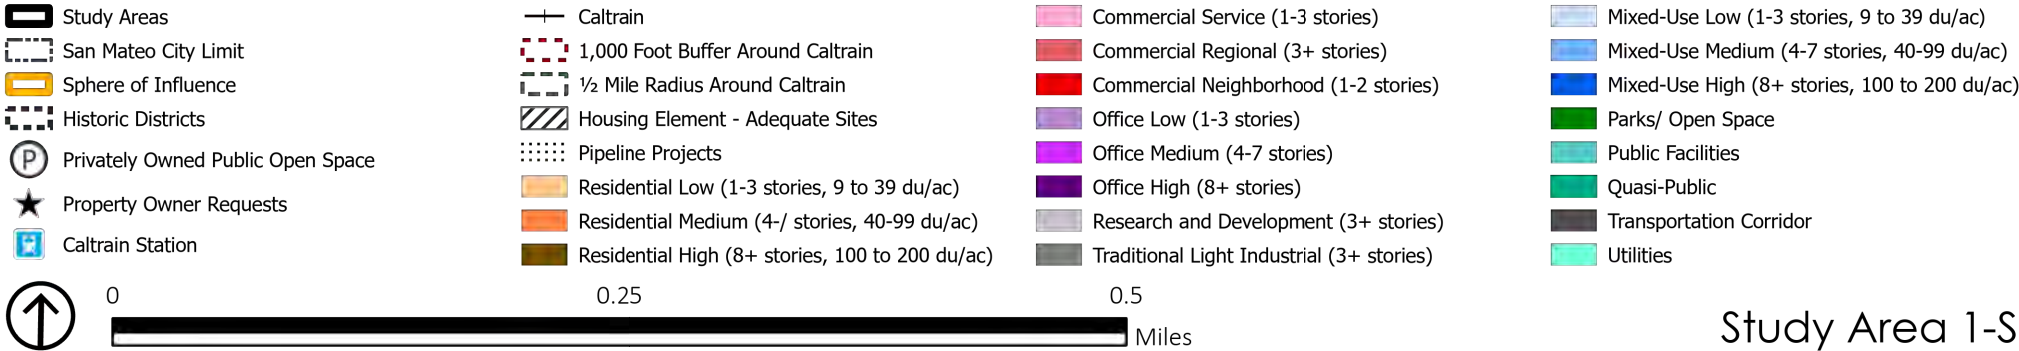 Study Areas
San Mateo City Limit
Sphere of Influence
Historic Districts
P Privately Owned Public Open Space
Property Owner Requests
Caltrain Station
Caltrain
1,000 Foot Buffer Around Caltrain
½ Mile Radius Around Caltrain
Housing Element - Adequate Sites
Pipeline Projects
Residential Low (1-3 stories, 9 to 39 du/ac)
Residential Medium (4-/ stories, 40-99 du/ac)
Residential High (8+ stories, 100 to 200 du/ac)
Commercial Service (1-3 stories)
Commercial Regional (3+ stories)
Commercial Neighborhood (1-2 stories)
Office Low (1-3 stories)
Office Medium (4-7 stories)
Office High (8+ stories)
Research and Development (3+ stories)
Traditional Light Industrial (3+ stories)
Mixed-Use Low (1-3 stories, 9 to 39 du/ac)
Mixed-Use Medium (4-7 stories, 40-99 du/ac)
Mixed-Use High (8+ stories, 100 to 200 du/ac)
Parks/ Open Space
Public Facilities
Quasi-Public
Transportation Corridor
Utilities
0 0.25 0.5
Miles
Study Area 1-S